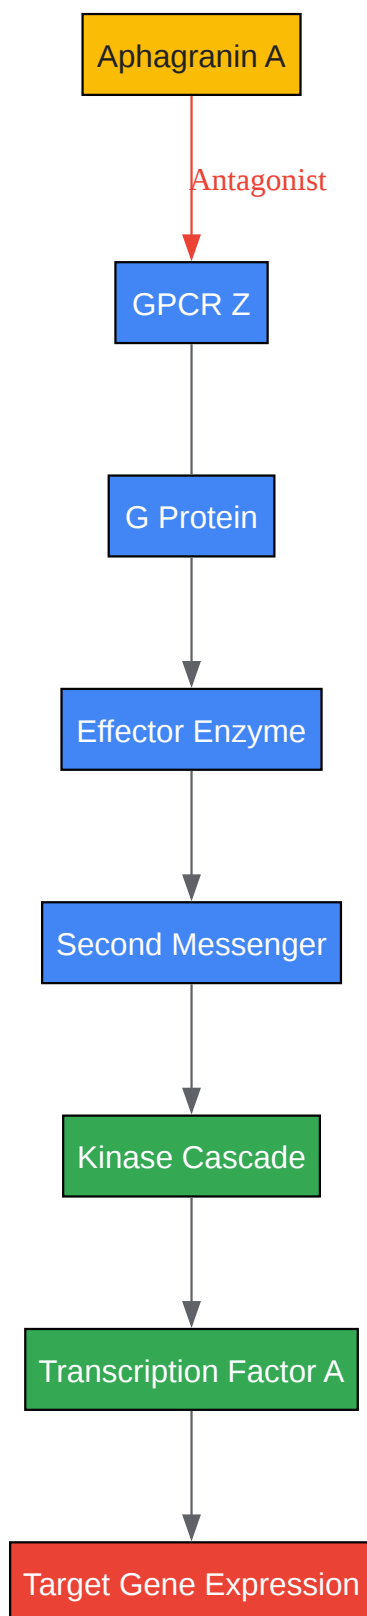 Aphagranin A
Antagonist
GPCR Z
G Protein
Effector Enzyme
Second Messenger
Kinase Cascade
Transcription Factor A
Target Gene Expression